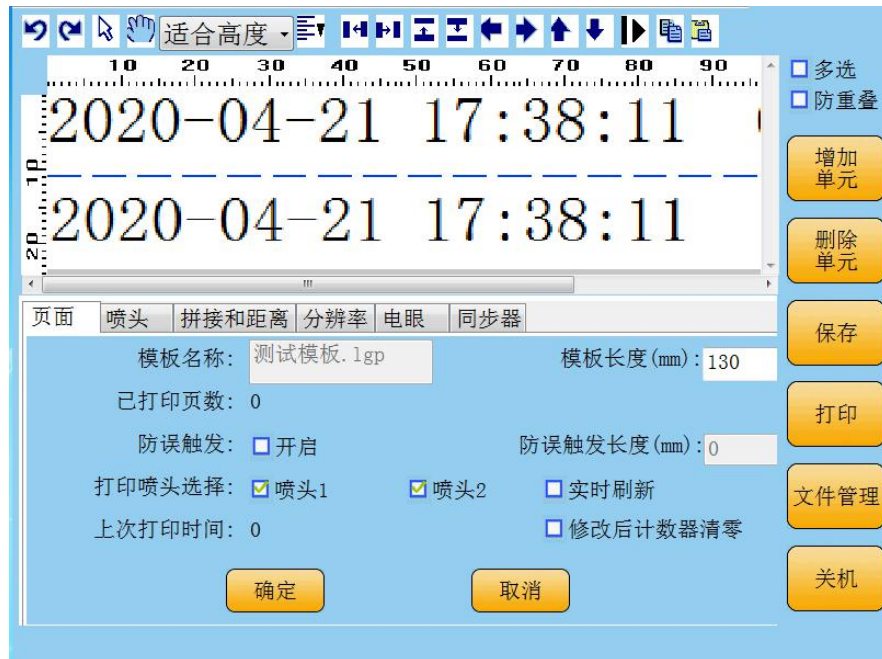 适合高度
10 20 30 40 50 60 70 80 90
10
20
2020-04-21 17:38:11
2020-04-21 17:38:11
多选
防重叠
增加
单元
删除
单元
保存
打印
文件管理
关机
页面 喷头 拼接和距离 分辨率 电眼 同步器
模板名称: 测试模板.lgp 模板长度(mm): 130
已打印页数: 0
防误触发: 开启 防误触发长度(mm): 0
打印喷头选择: 喷头1 喷头2 实时刷新
上次打印时间: 0 修改后计数器清零
确定 取消